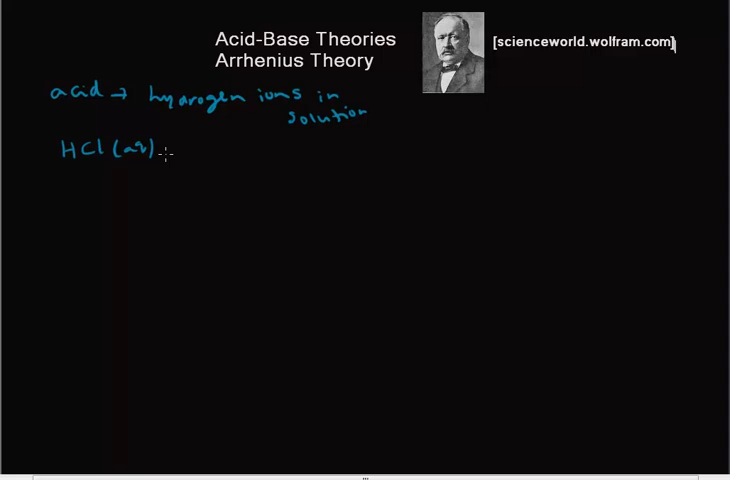 Acid-Base Theories
Arrhenius Theory
[scienceworld.wolfram.com]
acid → hydrogen ions in
solution
HCl (aq)